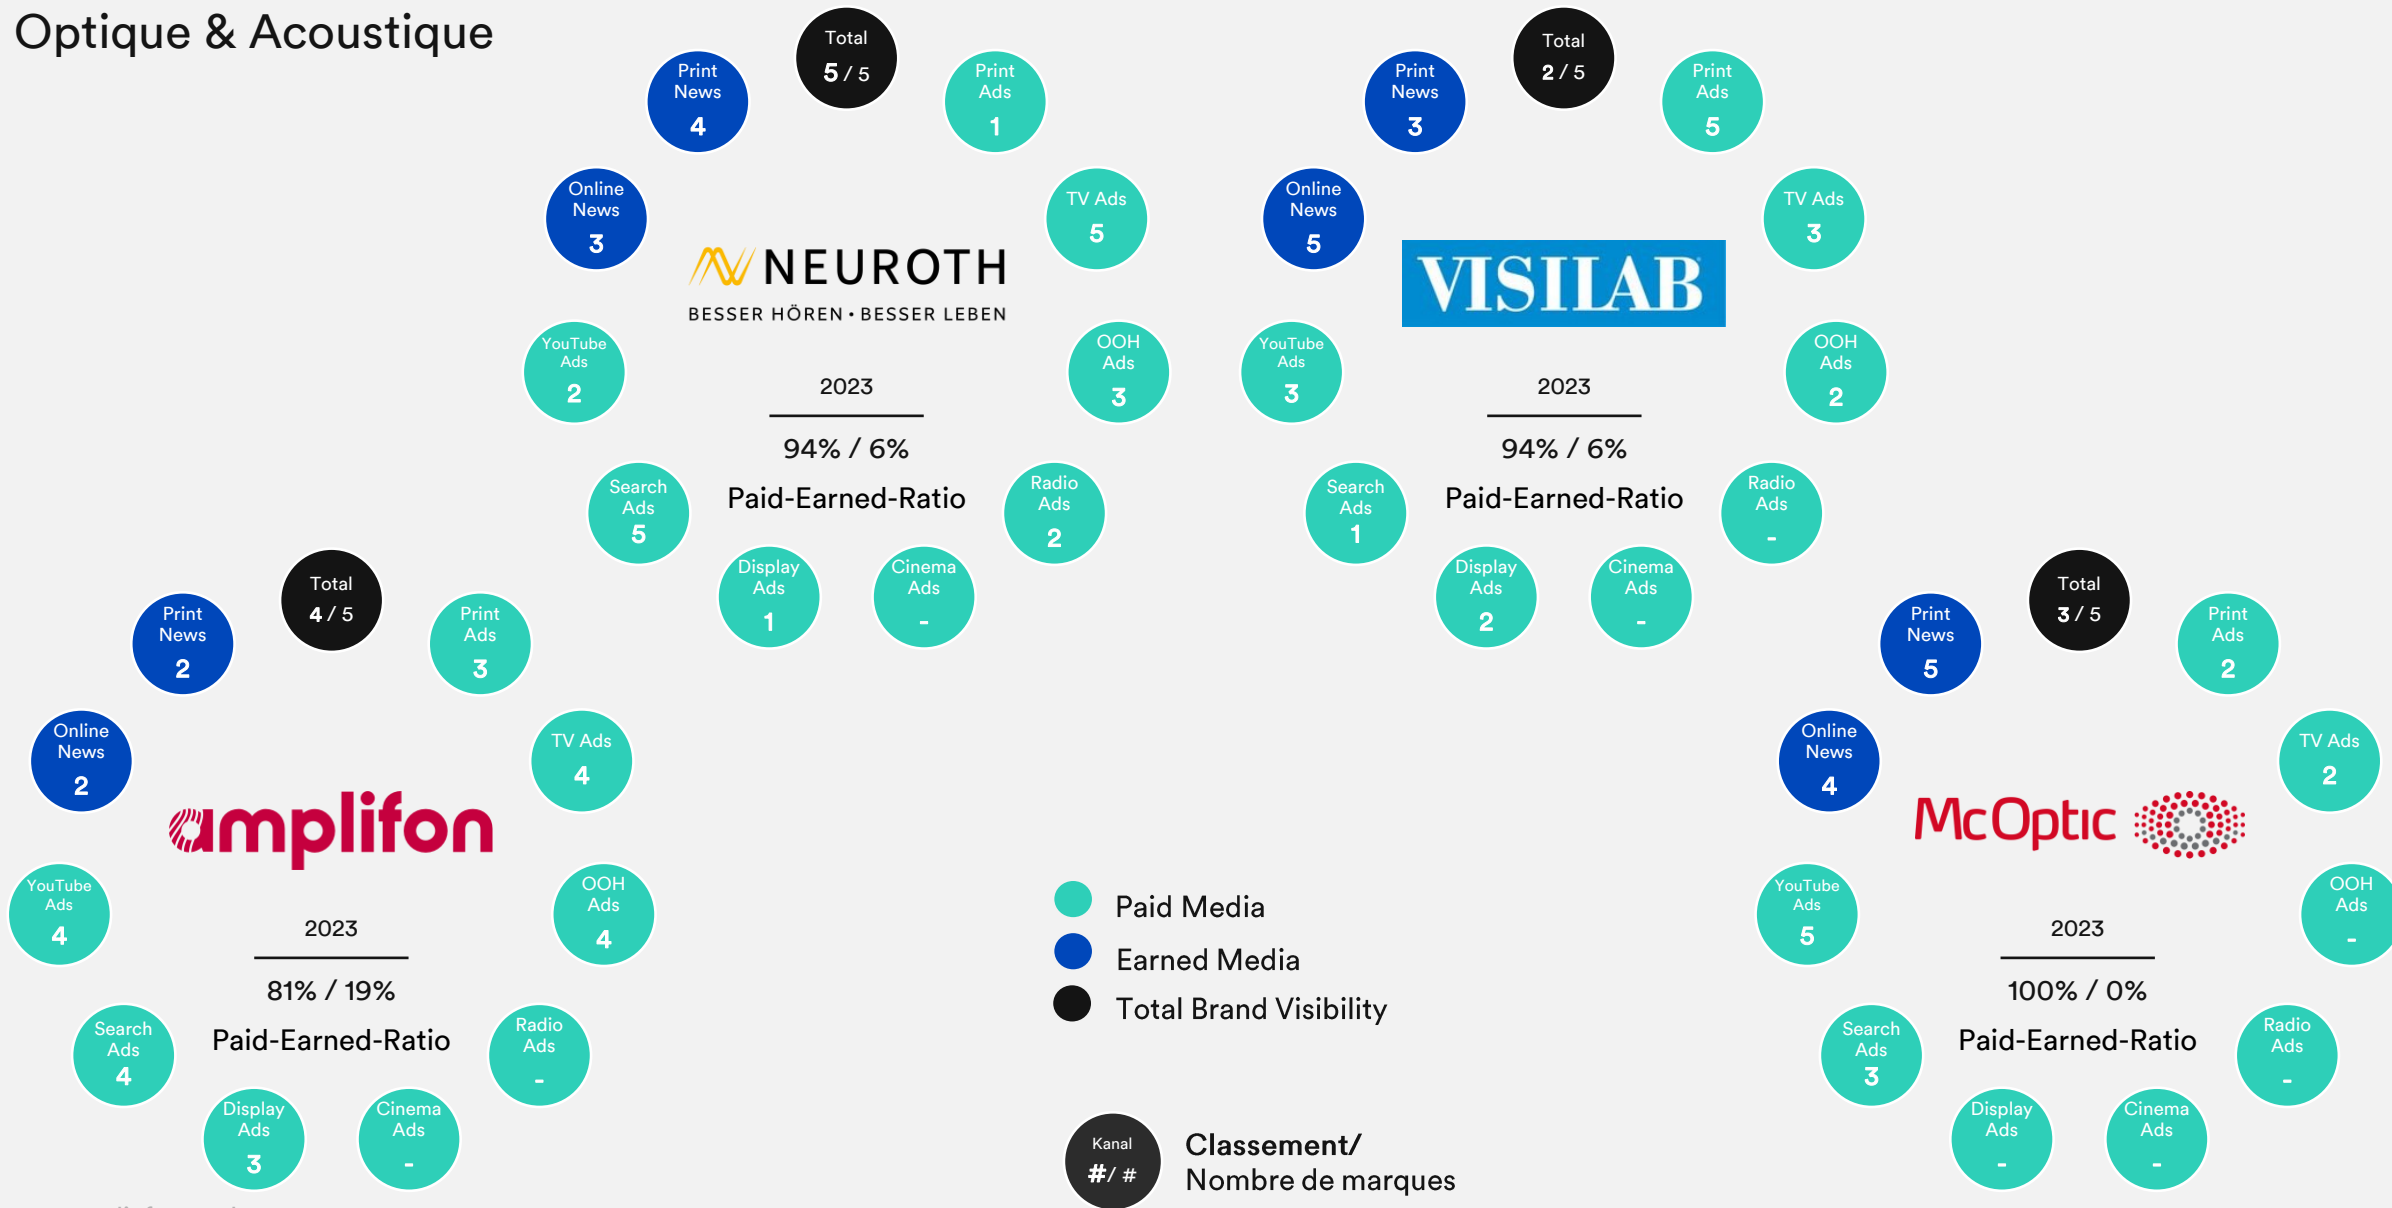 Optique & Acoustique
Total
5 / 5
Print
News
4
Print
Ads
1
Online
News
3
TV Ads
5
NEUROTH
BESSER HÖREN • BESSER LEBEN
YouTube
Ads
2
OOH
Ads
3
2023
94% / 6%
Paid-Earned-Ratio
Search
Ads
5
Radio
Ads
2
Display
Ads
1
Cinema
Ads
-
Total
2 / 5
Print
News
3
Print
Ads
5
Online
News
5
TV Ads
3
VISILAB
YouTube
Ads
3
OOH
Ads
2
2023
94% / 6%
Paid-Earned-Ratio
Search
Ads
1
Radio
Ads
-
Display
Ads
2
Cinema
Ads
-
Total
4 / 5
Print
News
2
Print
Ads
3
Online
News
2
TV Ads
4
amplifon
YouTube
Ads
4
OOH
Ads
4
2023
81% / 19%
Paid-Earned-Ratio
Search
Ads
4
Radio
Ads
-
Display
Ads
3
Cinema
Ads
-
Total
3 / 5
Print
News
5
Print
Ads
2
Online
News
4
TV Ads
2
McOptic
YouTube
Ads
5
OOH
Ads
-
2023
100% / 0%
Paid-Earned-Ratio
Search
Ads
3
Radio
Ads
-
Display
Ads
-
Cinema
Ads
-
Paid Media
Earned Media
Total Brand Visibility
Kanal
#/ #
Classement/
Nombre de marques